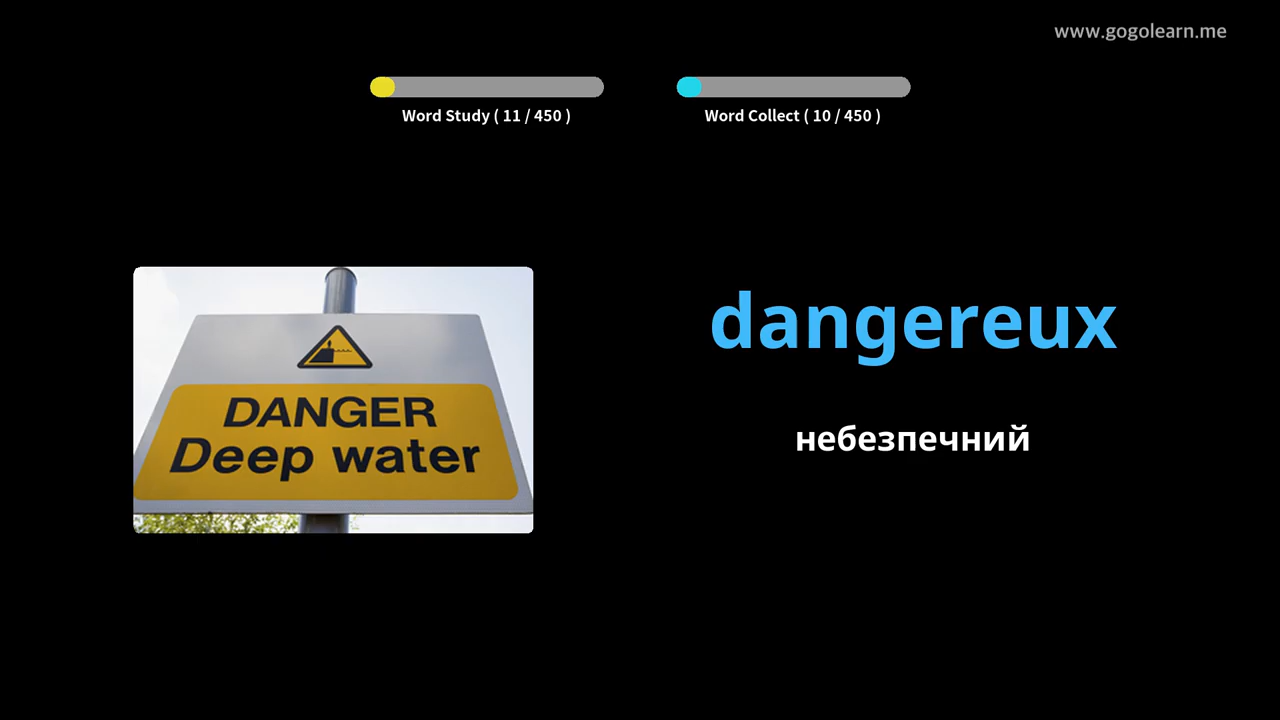 www.gogolearn.me
Word Study ( 11 / 450 )
Word Collect ( 10 / 450 )
DANGER
Deep water
dangereux
небезпечний